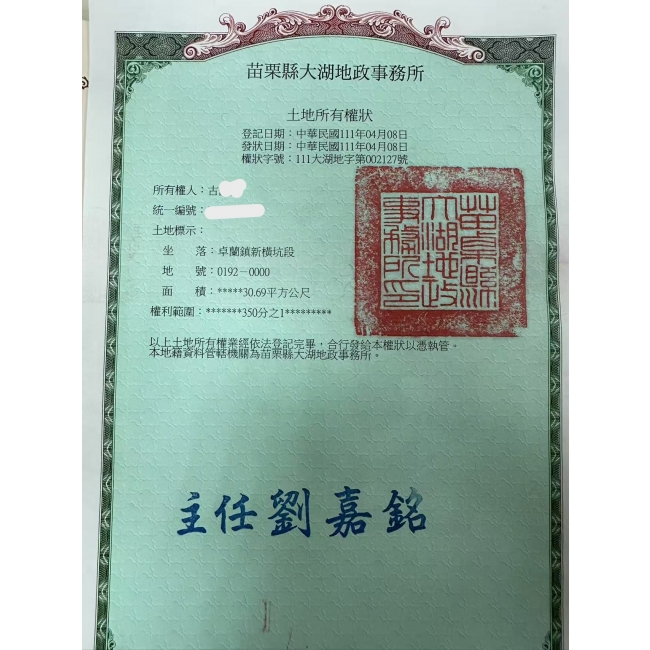 苗栗縣大湖地政事務所
土地所有權狀
登記日期：中華民國111年04月08日
發狀日期：中華民國111年04月08日
權狀字號：111大湖地字第002127號
所有權人：古
統一編號：
土地標示：
坐　落：卓蘭鎮新橫坑段
地　號：0192－0000
面　積：*****30.69平方公尺
權利範圍：*******350分之1*********
以上土地所有權業經依法登記完畢，合行發給本權狀以憑執管。
本地籍資料管轄機關為苗栗縣大湖地政事務所。
苗栗縣大湖地政事務所印
主任劉嘉銘